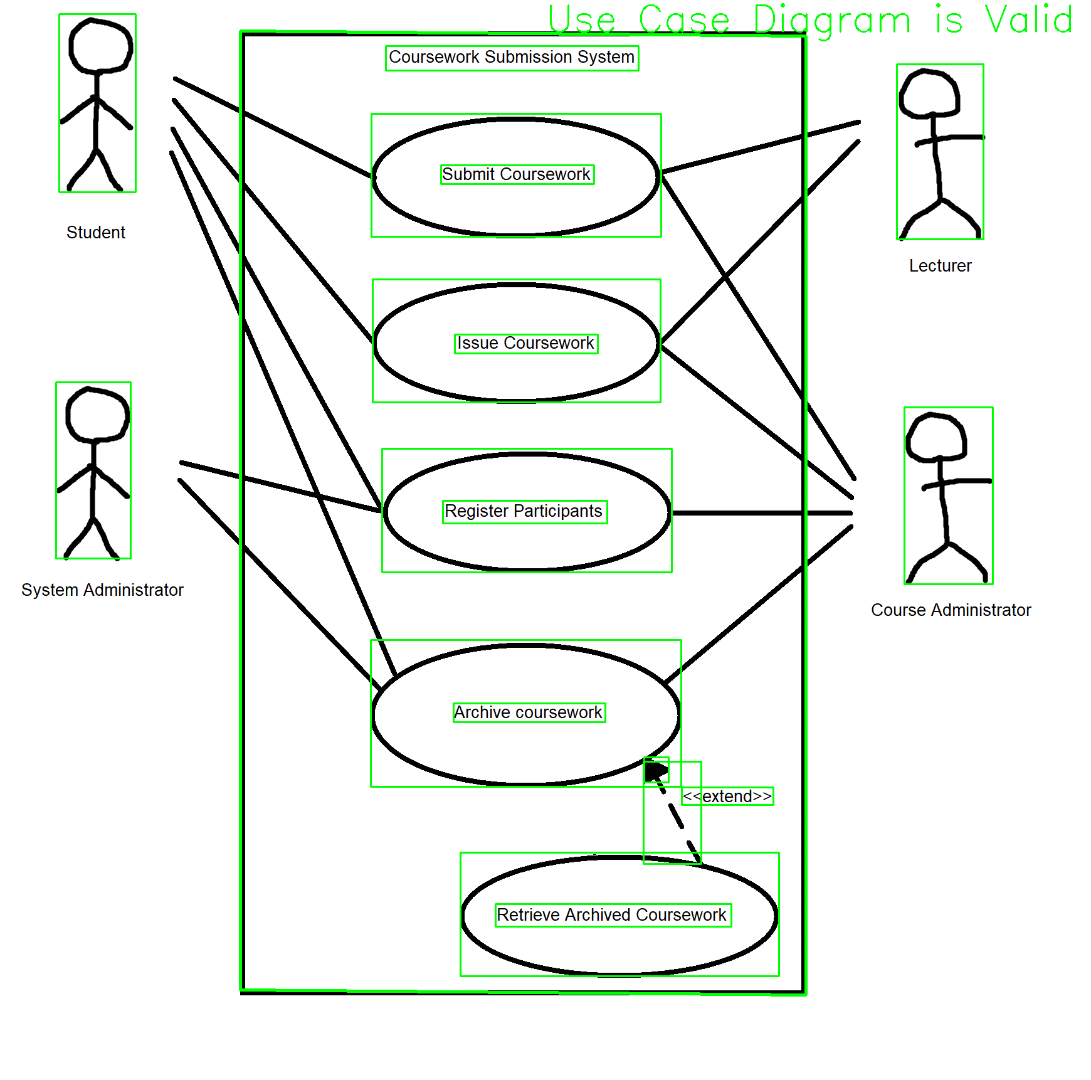 Use Case Diagram is Valid
Coursework Submission System
Submit Coursework
Student
Lecturer
Issue Coursework
Register Participants
System Administrator
Course Administrator
Archive coursework
<<extend>>
Retrieve Archived Coursework